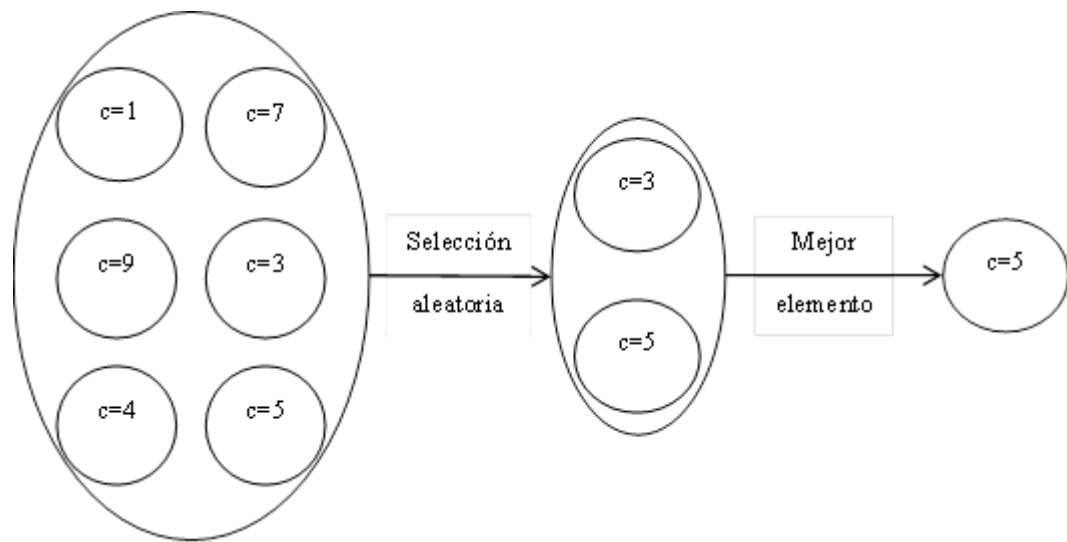 c=1
c=7
c=9
c=3
c=4
c=5
Selección
aleatoria
c=3
c=5
Mejor
elemento
c=5